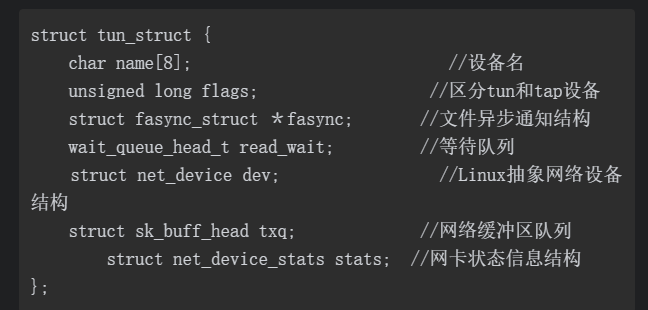 struct tun_struct {
char name[8]; //设备名
unsigned long flags; //区分tun和tap设备
struct fasync_struct *fasync; //文件异步通知结构
wait_queue_head_t read_wait; //等待队列
struct net_device dev; //Linux抽象网络设备
结构
struct sk_buff_head txq; //网络缓冲区队列
struct net_device_stats stats; //网卡状态信息结构
};